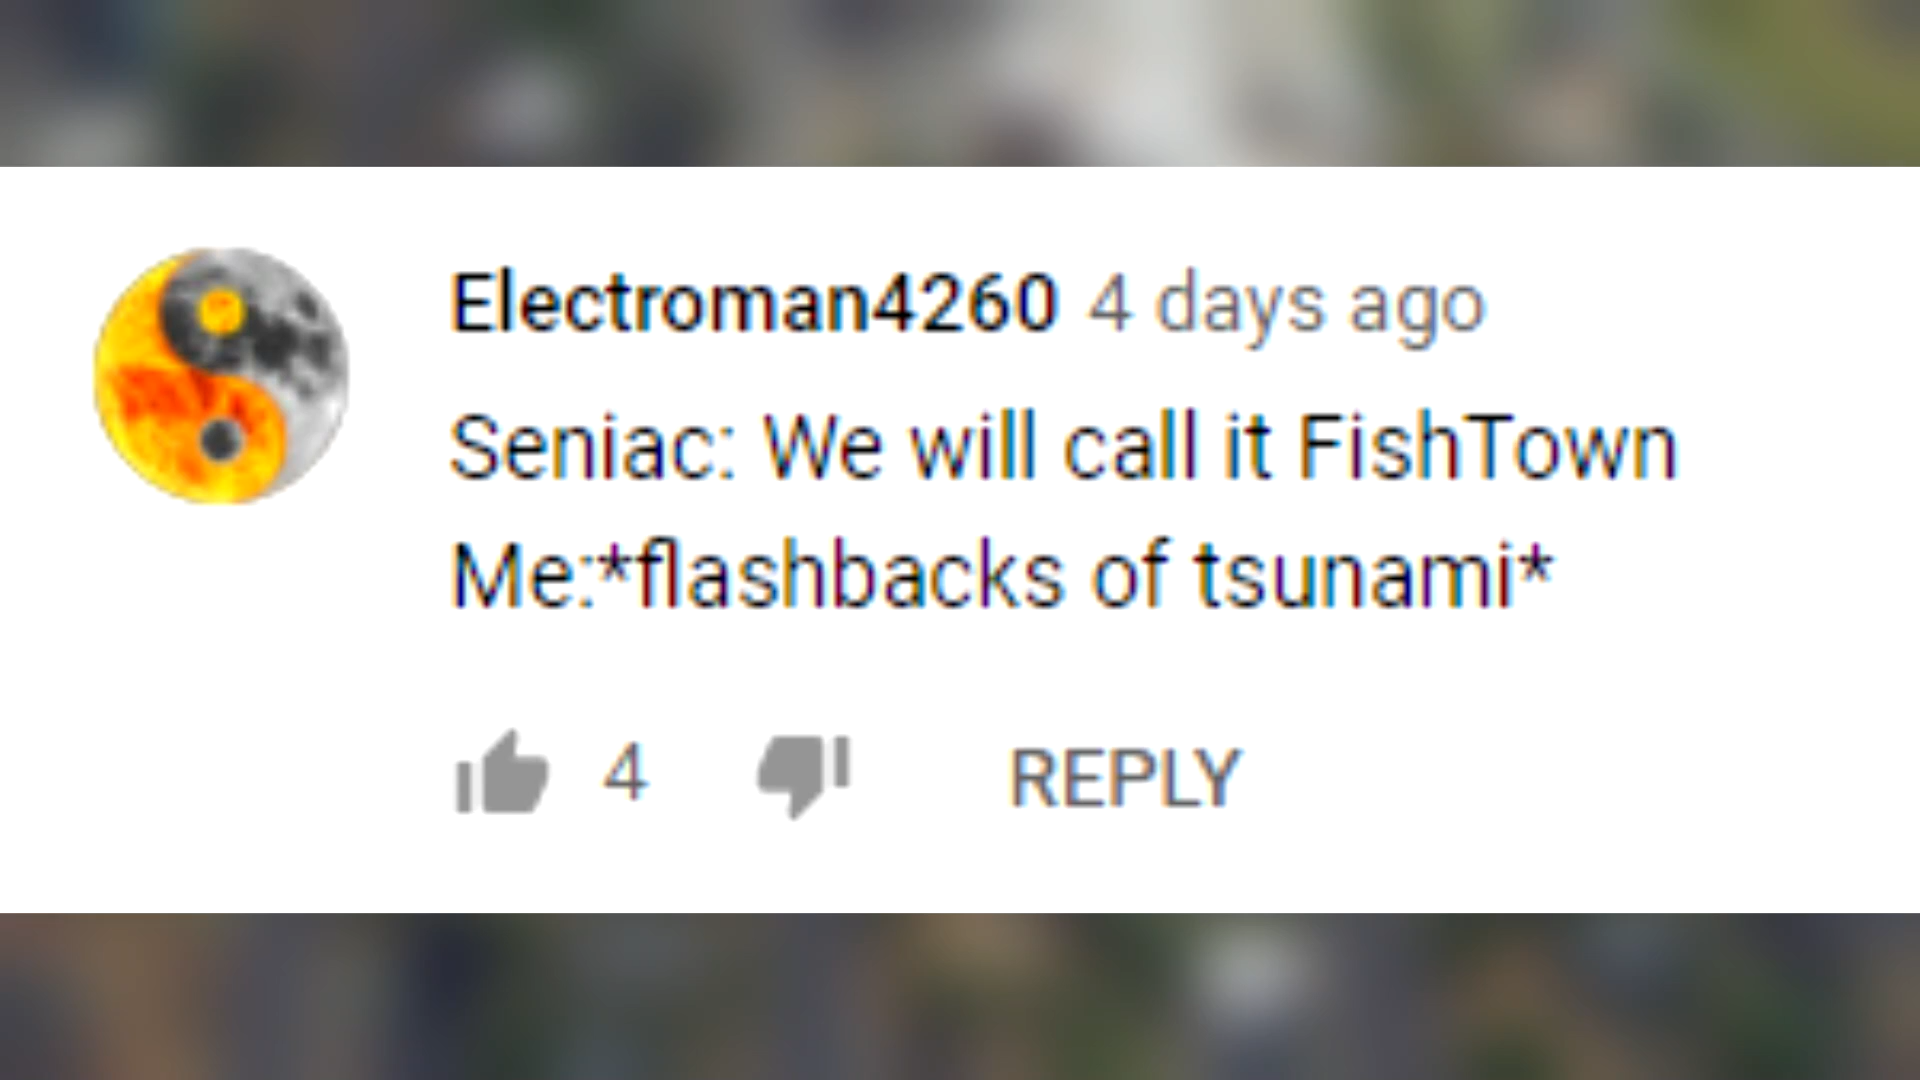 Electroman4260 4 days ago
Seniac: We will call it FishTown
Me:*flashbacks of tsunami*
4 REPLY